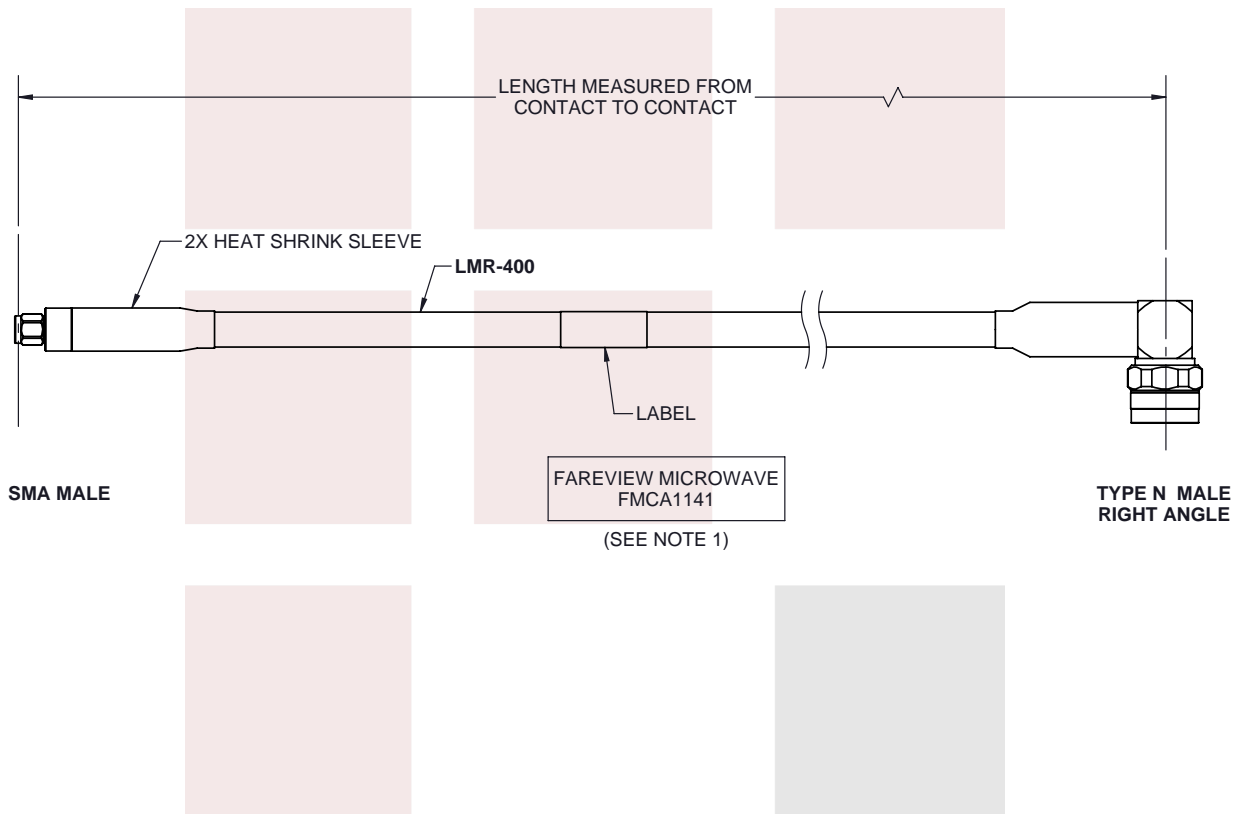 LENGTH MEASURED FROM
CONTACT TO CONTACT
2X HEAT SHRINK SLEEVE
LMR-400
LABEL
SMA MALE
FAREVIEW MICROWAVE
FMCA1141
(SEE NOTE 1)
TYPE N  MALE
RIGHT ANGLE